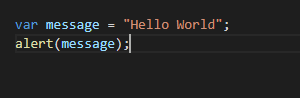 var message = "Hello World";
alert(message);